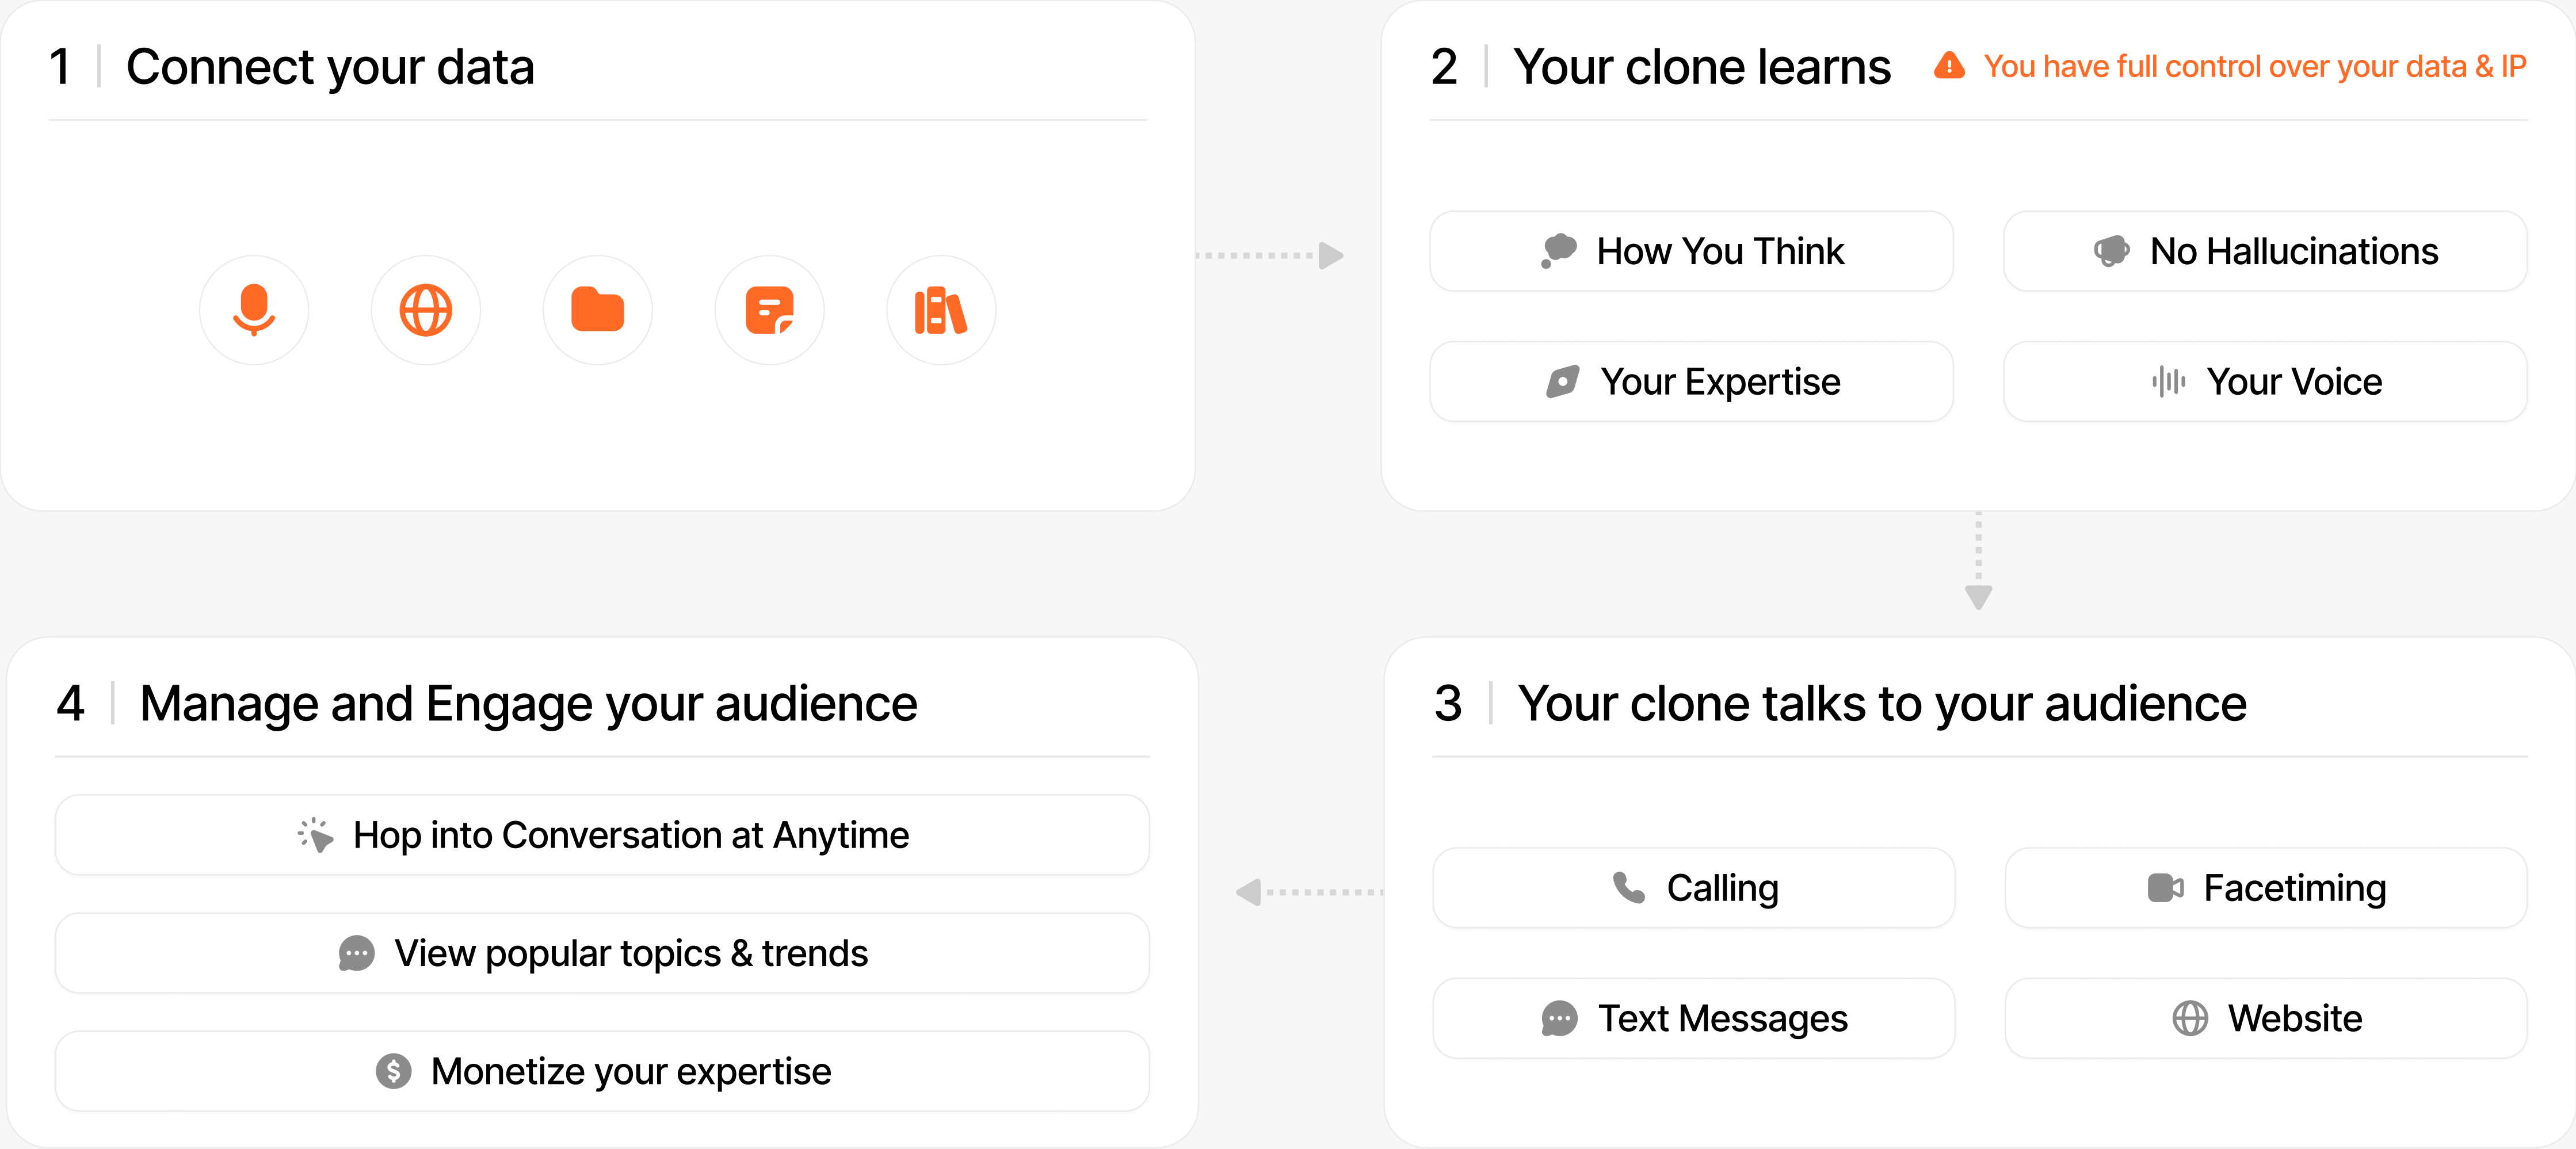 1 Connect your data
2 Your clone learns
You have full control over your data & IP
How You Think
No Hallucinations
Your Expertise
Your Voice
3 Your clone talks to your audience
Calling
Facetiming
Text Messages
Website
4 Manage and Engage your audience
Hop into Conversation at Anytime
View popular topics & trends
$ Monetize your expertise